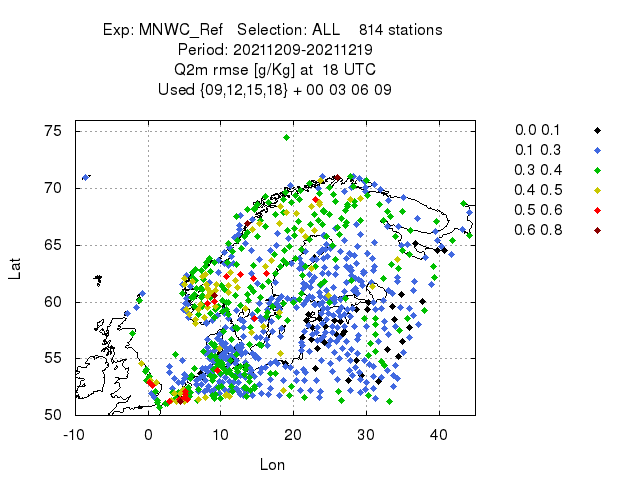 Exp: MNWC_Ref   Selection: ALL    814 stations
Period: 20211209-20211219
Q2m rmse [g/Kg] at  18 UTC
Used {09,12,15,18} + 00 03 06 09
75
70
65
60
55
50
Lat
-10 0 10 20 30 40
Lon
0.0 0.1
0.1 0.3
0.3 0.4
0.4 0.5
0.5 0.6
0.6 0.8